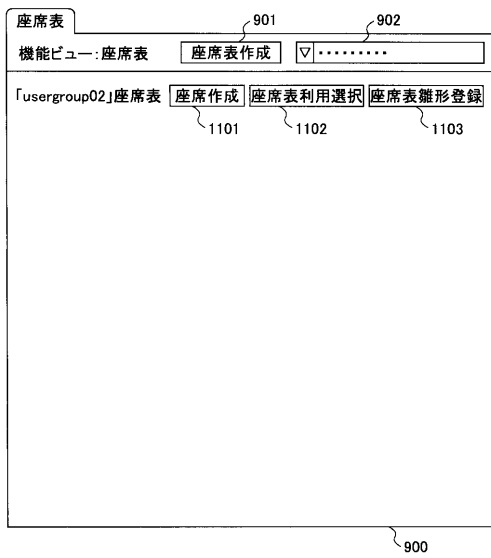 座席表
901
902
機能ビュー:座席表 座席表作成 ▽ ・・・・・・・・・
「usergroup02」座席表 座席作成 座席表利用選択 座席表雛形登録
1101
1102
1103
900